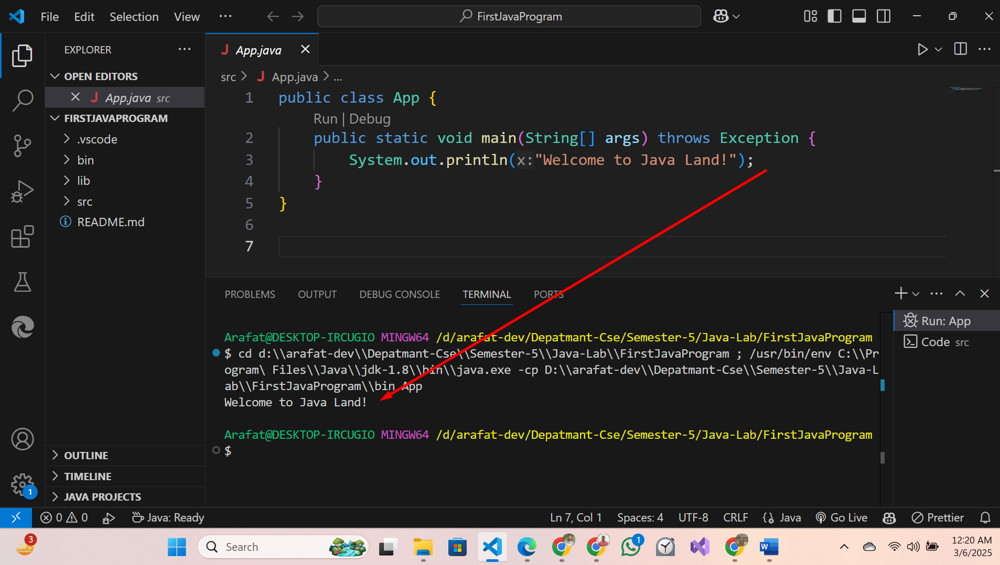 File Edit Selection View ···
FirstJavaProgram
EXPLORER
OPEN EDITORS
App.java src
FIRSTJAVAPROGRAM
.vscode
bin
lib
src
README.md
OUTLINE
TIMELINE
JAVA PROJECTS
1
App.java
src > App.java > ...
1 public class App {
Run | Debug
2 public static void main(String[] args) throws Exception {
3 System.out.println(x:"Welcome to Java Land!");
4 }
5 }
6
7
PROBLEMS OUTPUT DEBUG CONSOLE TERMINAL PORTS
Arafat@DESKTOP-IRCUGIO MINGW64 /d/arafat-dev/Depatmant-Cse/Semester-5/Java-Lab/FirstJavaProgram
$ cd d:\\arafat-dev\\Depatmant-Cse\\Semester-5\\Java-Lab\\FirstJavaProgram ; /usr/bin/env C:\\Pr
ogram\ Files\\Java\\jdk-1.8\\bin\\java.exe -cp D:\\arafat-dev\\Depatmant-Cse\\Semester-5\\Java-L
ab\\FirstJavaProgram\\bin App
Welcome to Java Land!
Arafat@DESKTOP-IRCUGIO MINGW64 /d/arafat-dev/Depatmant-Cse/Semester-5/Java-Lab/FirstJavaProgram
$
Run: App
Code src
0 0 Java: Ready Ln 7, Col 1 Spaces: 4 UTF-8 CRLF Java Go Live Prettier
3 Search 1 W 12:20 AM
3/6/2025